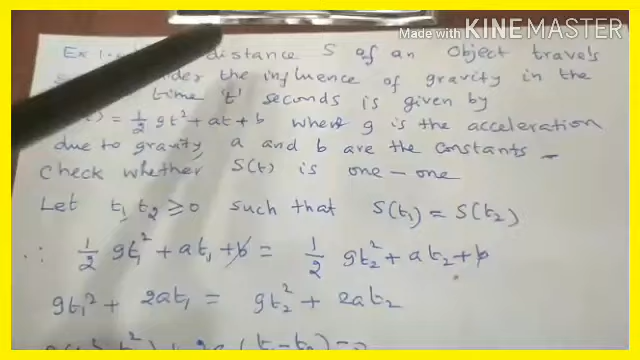 Made with KINEMASTER
Ex distance S of an object travels
under the influence of gravity in the
time 't' seconds is given by
= 1/2 gt² + at + b where g is the acceleration
due to gravity a and b are the constants -
Check whether S(t) is one - one
Let t₁, t₂ ≥ 0 such that S(t₁) = S(t₂)
∴ 1/2 gt₁² + at₁ + b = 1/2 gt₂² + at₂ + b
gt₁² + 2at₁ = gt₂² + 2at₂